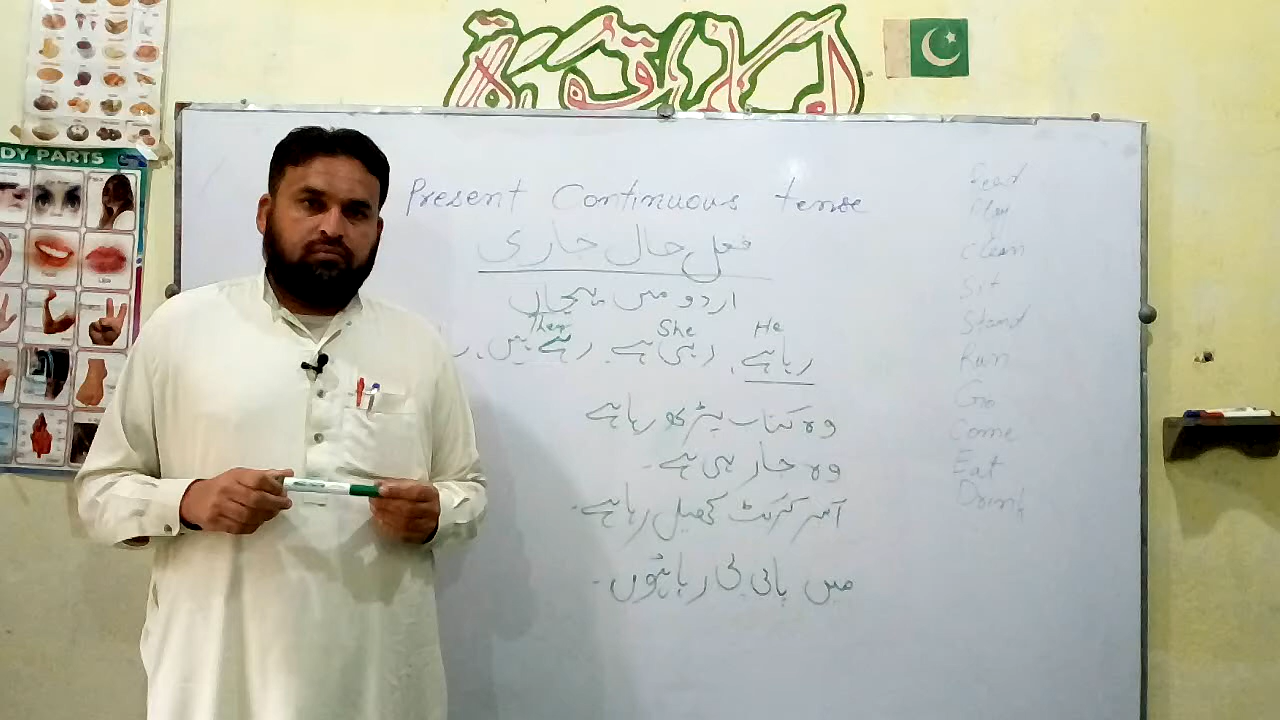 DY PARTS
Present Continuous tense
فعل حال جاری
اردو میں پہچان
He She They
رہا ہے، رہی ہے، رہے ہیں، ر
وہ کتاب پڑھ رہا ہے
وہ جا رہی ہے۔
کرکٹ کھیل رہا ہے۔
میں پانی پی رہا ہوں۔
Read
Play
Clean
Sit
Stand
Run
Go
Come
Eat
Drink